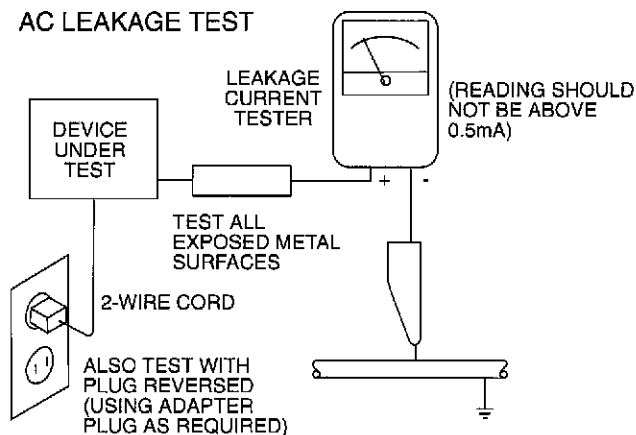 AC LEAKAGE TEST
LEAKAGE
CURRENT
TESTER
(READING SHOULD
NOT BE ABOVE
0.5mA)
DEVICE
UNDER
TEST
+
-
TEST ALL
EXPOSED METAL
SURFACES
2-WIRE CORD
ALSO TEST WITH
PLUG REVERSED
(USING ADAPTER
PLUG AS REQUIRED)